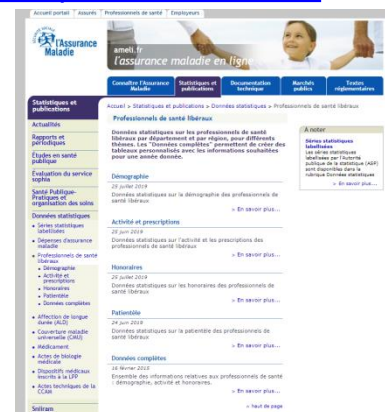 Accueil portail
Assurés
Professionnels de santé
Employeurs
l'Assurance
Maladie
ameli.fr
l'assurance maladie en ligne
Connaître l'Assurance
Maladie
Statistiques et
publications
Documentation
technique
Marchés
publics
Textes
réglementaires
Statistiques et
publications
Actualités
Rapports et
périodiques
Études en santé
publique
Evaluation du service
sophia
Santé Publique-
Pratiques et
organisation des soins
Données statistiques
Séries statistiques
labellisées
Dépenses d'assurance
maladie
Professionnels de santé
libéraux
Démographie
Activité et
prescriptions
Honoraires
Patientèle
Données complètes
Affection de longue
durée (ALD)
Couverture maladie
universelle (CMU)
Médicament
Actes de biologie
médicale
Dispositifs médicaux
inscrits à la LPP
Actes techniques de la
CCAM
Sniiram
Accueil > Statistiques et publications > Données statistiques > Professionnels de santé libéraux
Professionnels de santé libéraux
Données statistiques sur les professionnels de santé
libéraux par département et par région, pour différents
thèmes. Les "Données complètes" permettent de créer des
tableaux personnalisés avec les informations souhaitées
pour une année donnée.
Démographie
25 juillet 2019
Données statistiques sur la démographie des professionnels de
santé libéraux
» En savoir plus...
Activité et prescriptions
25 juin 2019
Données statistiques sur l'activité et les prescriptions des
professionnels de santé libéraux
» En savoir plus...
Honoraires
25 juillet 2019
Données statistiques sur les honoraires des professionnels de
santé libéraux
» En savoir plus...
Patientèle
24 juin 2019
Données statistiques sur la patientèle des professionnels de
santé libéraux
» En savoir plus...
Données complètes
16 février 2015
Ensemble des informations relatives aux professionnels de santé
: démographie, activité et honoraires.
» En savoir plus...
» haut de page
A noter
Séries statistiques
labellisées
Les séries statistiques
labellisées par l'Autorité
publique de la statistique (ASP)
sont disponibles dans la
rubrique Données statistiques
» En savoir plus...